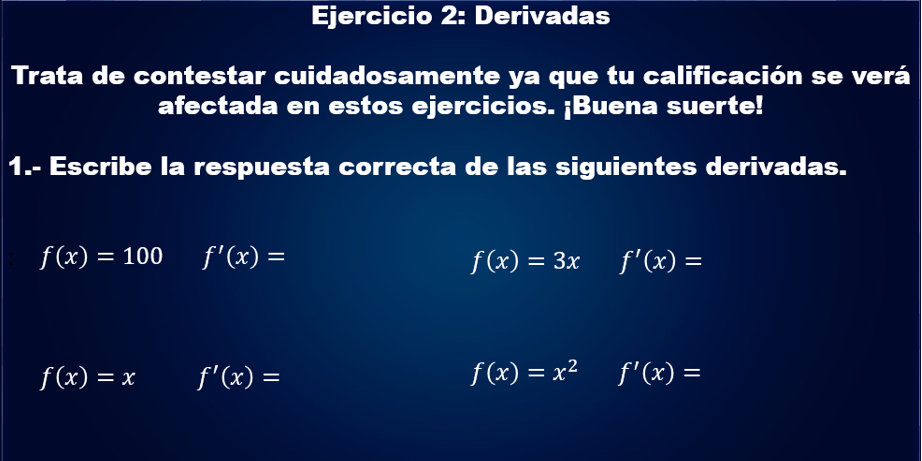 Ejercicio 2: Derivadas
Trata de contestar cuidadosamente ya que tu calificación se verá
afectada en estos ejercicios. ¡Buena suerte!
1.- Escribe la respuesta correcta de las siguientes derivadas.
f(x) = 100 f′(x) =
f(x) = 3x f′(x) =
f(x) = x f′(x) =
f(x) = x² f′(x) =